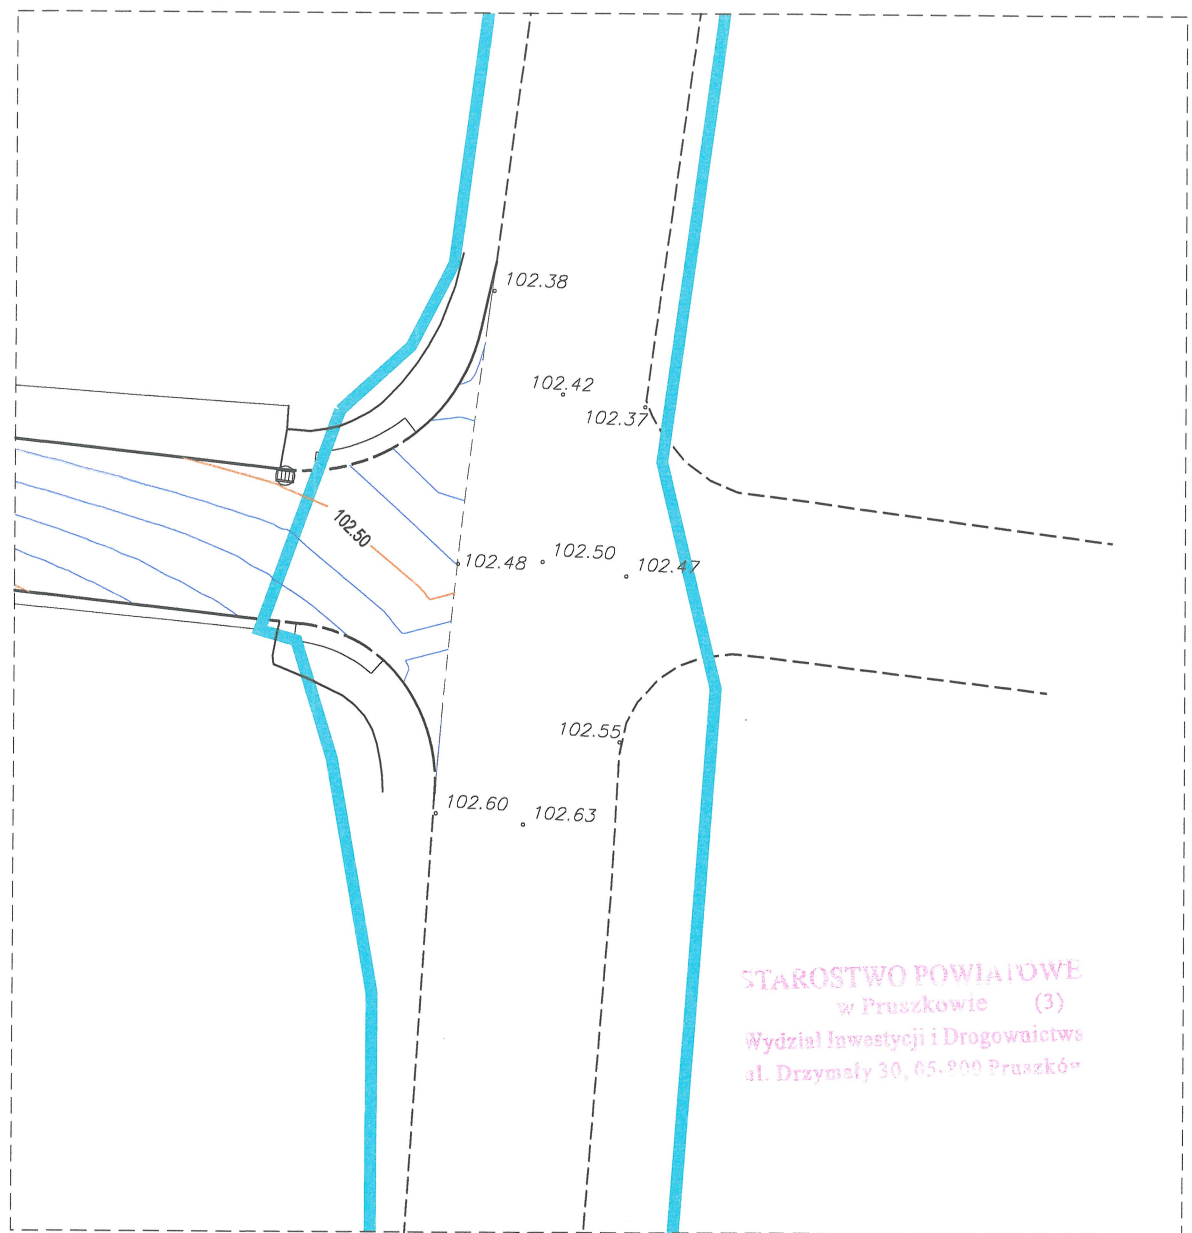 102.38
102.42
102.37
102.50
102.48
102.50
102.47
102.55
102.60
102.63
STAROSTWO POWIATOWE
w Pruszkowie (3)
Wydział Inwestycji i Drogownictwa
ul. Drzymały 30, 05-800 Pruszków